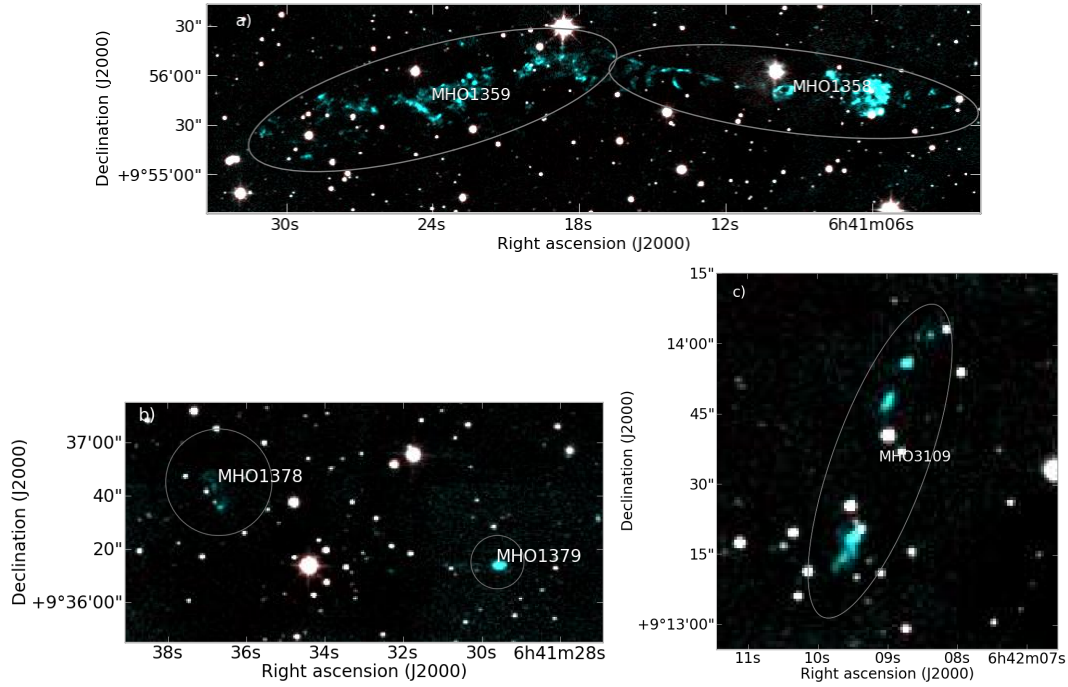 a)
30"
56'00"
30"
+9°55'00"
Declination (J2000)
MHO1359
MHO1358
30s 24s 18s 12s 6h41m06s
Right ascension (J2000)
b)
37'00"
40"
20"
+9°36'00"
Declination (J2000)
MHO1378
MHO1379
38s 36s 34s 32s 30s 6h41m28s
Right ascension (J2000)
c)
15"
14'00"
45"
30"
15"
+9°13'00"
Declination (J2000)
MHO3109
11s 10s 09s 08s 6h42m07s
Right ascension (J2000)